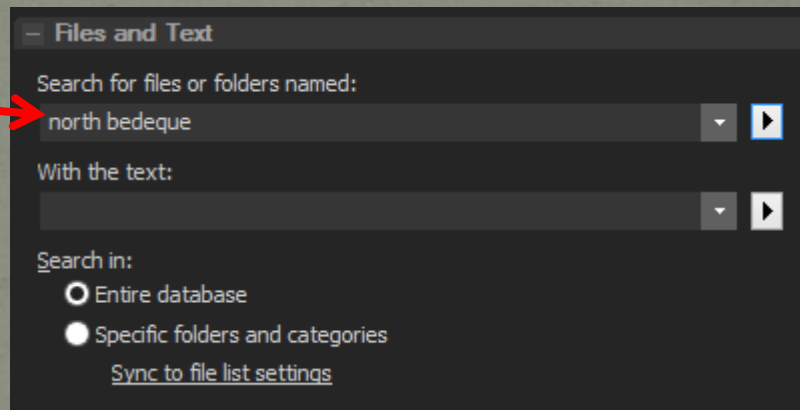 Files and Text
Search for files or folders named:
north bedeque
With the text:
Search in:
Entire database
Specific folders and categories
Sync to file list settings